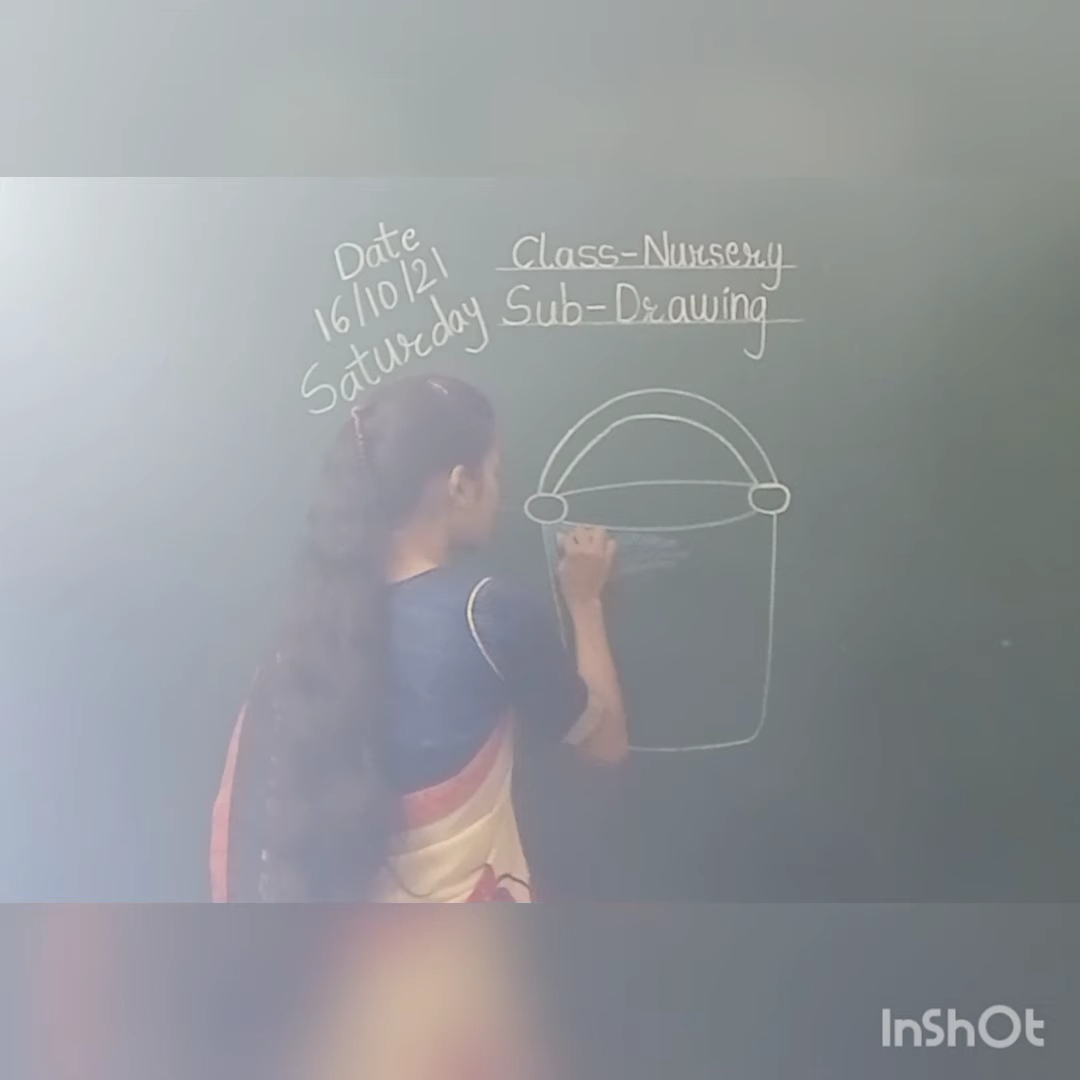 Date
16/10/21
Saturday
Class-Nursery
Sub-Drawing
InShOt